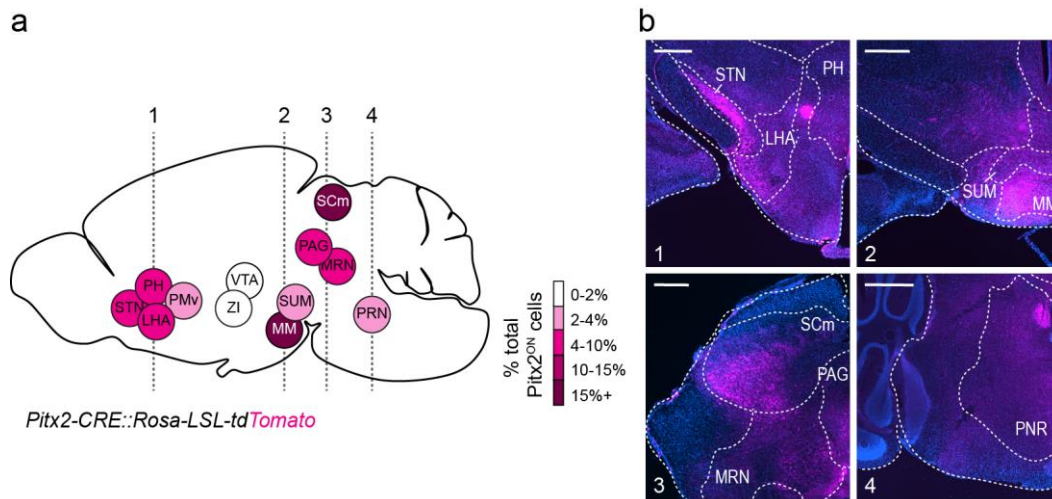 a
b
1
2
3
4
SCm
PAG
MRN
PH
PMv
STN
LHA
VTA
ZI
SUM
MM
PRN
% total
Pitx2ᴼᴺ cells
0-2%
2-4%
4-10%
10-15%
15%+
Pitx2-CRE::Rosa-LSL-tdTomato
STN
PH
LHA
1
SUM
MM
2
SCm
PAG
MRN
3
PNR
4